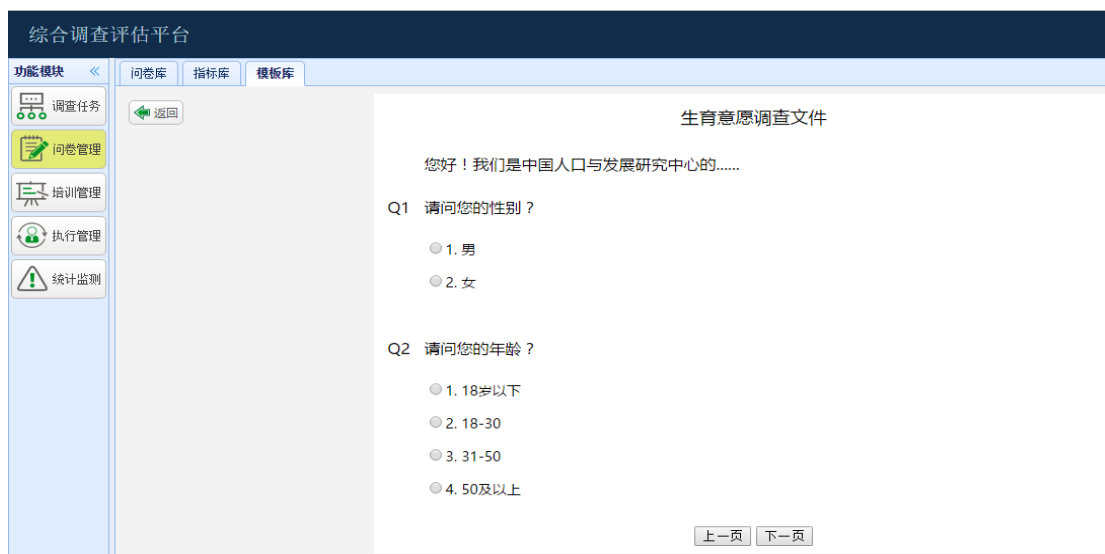 综合调查评估平台
功能模块 «
问卷库 指标库 模板库
调查任务
问卷管理
培训管理
执行管理
统计监测
返回
生育意愿调查文件
您好！我们是中国人口与发展研究中心的......
Q1 请问您的性别？
1. 男
2. 女
Q2 请问您的年龄？
1. 18岁以下
2. 18-30
3. 31-50
4. 50及以上
上一页 下一页